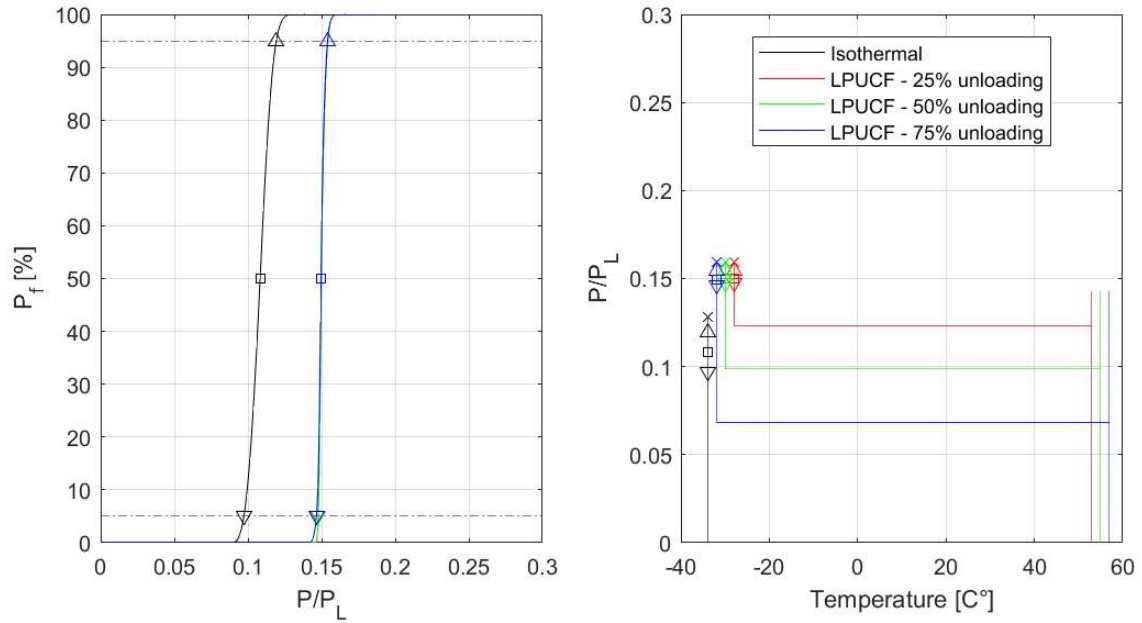 100
90
80
70
60
50
40
30
20
10
0
P_f [%]
0 0.05 0.1 0.15 0.2 0.25 0.3
P/P_L
0.3
0.25
0.2
0.15
0.1
0.05
0
P/P_L
Isothermal
LPUCF - 25% unloading
LPUCF - 50% unloading
LPUCF - 75% unloading
-40 -20 0 20 40 60
Temperature [C°]